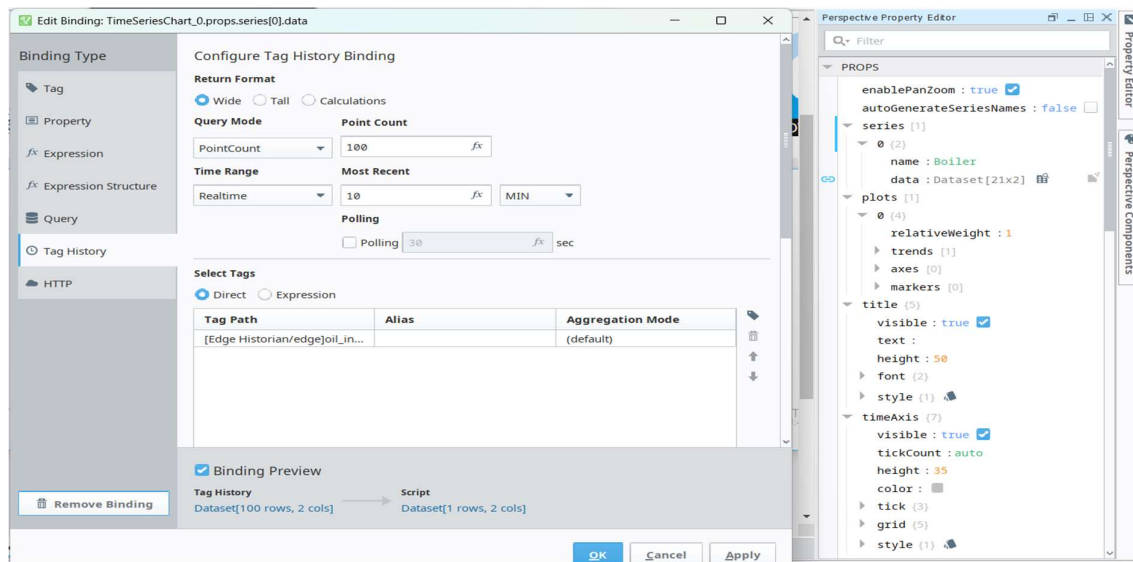 Edit Binding: TimeSeriesChart_0.props.series[0].data
Binding Type
Tag
Property
fx Expression
fx Expression Structure
Query
Tag History
HTTP
Remove Binding
Configure Tag History Binding
Return Format
Wide Tall Calculations
Query Mode Point Count
PointCount 100 fx
Time Range Most Recent
Realtime 10 fx MIN
Polling
Polling 30 fx sec
Select Tags
Direct Expression
Tag Path Alias Aggregation Mode
[Edge Historian/edge]oil_in... (default)
Binding Preview
Tag History Script
Dataset[100 rows, 2 cols] Dataset[1 rows, 2 cols]
OK Cancel Apply
Perspective Property Editor
Filter
PROPS
enablePanZoom : true
autoGenerateSeriesNames : false
series [1]
0 {2}
name : Boiler
data : Dataset[21x2]
plots [1]
0 {4}
relativeWeight : 1
trends [1]
axes [0]
markers [0]
title {5}
visible : true
text :
height : 50
font {2}
style {1}
timeAxis {7}
visible : true
tickCount : auto
height : 35
color :
tick {3}
grid {5}
style {1}
Property Editor
Perspective Components